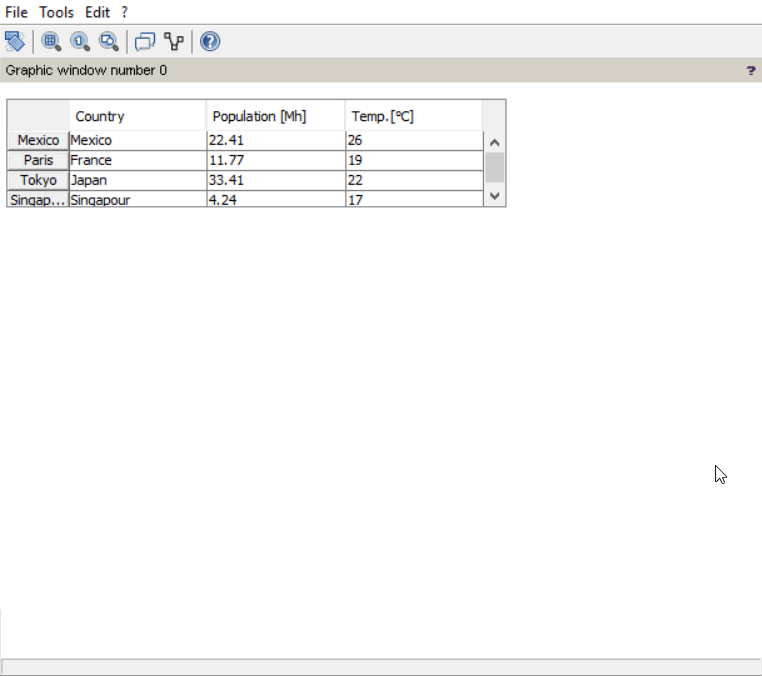 File Tools Edit ?
Graphic window number 0 ?
Country Population [Mh] Temp.[°C]
Mexico Mexico 22.41 26
Paris France 11.77 19
Tokyo Japan 33.41 22
Singap... Singapour 4.24 17